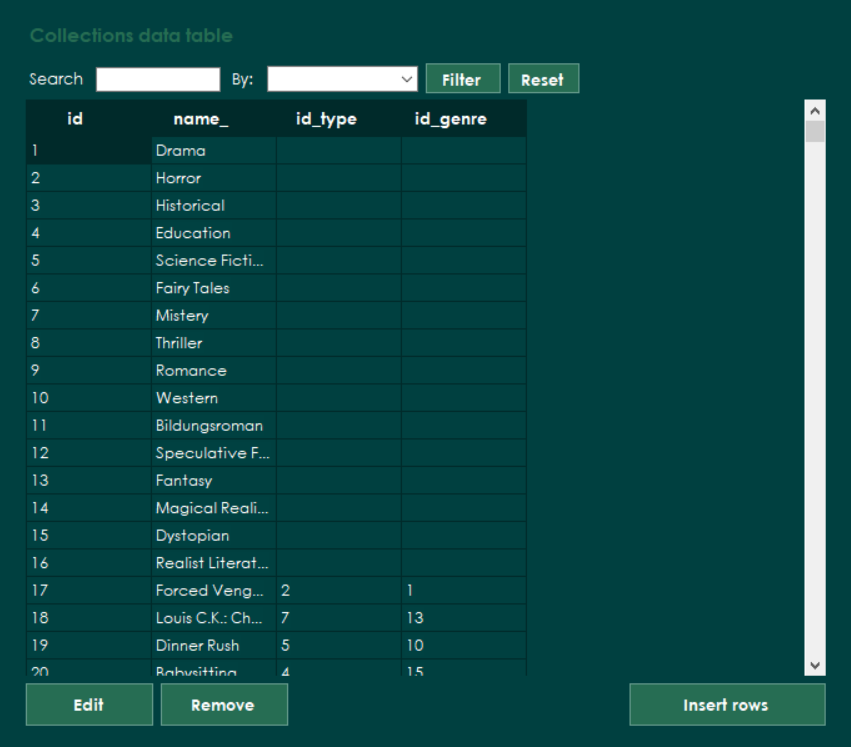 Collections data table
Search By: Filter Reset
id name_ id_type id_genre
1 Drama
2 Horror
3 Historical
4 Education
5 Science Ficti...
6 Fairy Tales
7 Mistery
8 Thriller
9 Romance
10 Western
11 Bildungsroman
12 Speculative F...
13 Fantasy
14 Magical Reali...
15 Dystopian
16 Realist Literat...
17 Forced Veng... 2 1
18 Louis C.K.: Ch... 7 13
19 Dinner Rush 5 10
20 Babysitting 4 15
Edit Remove Insert rows